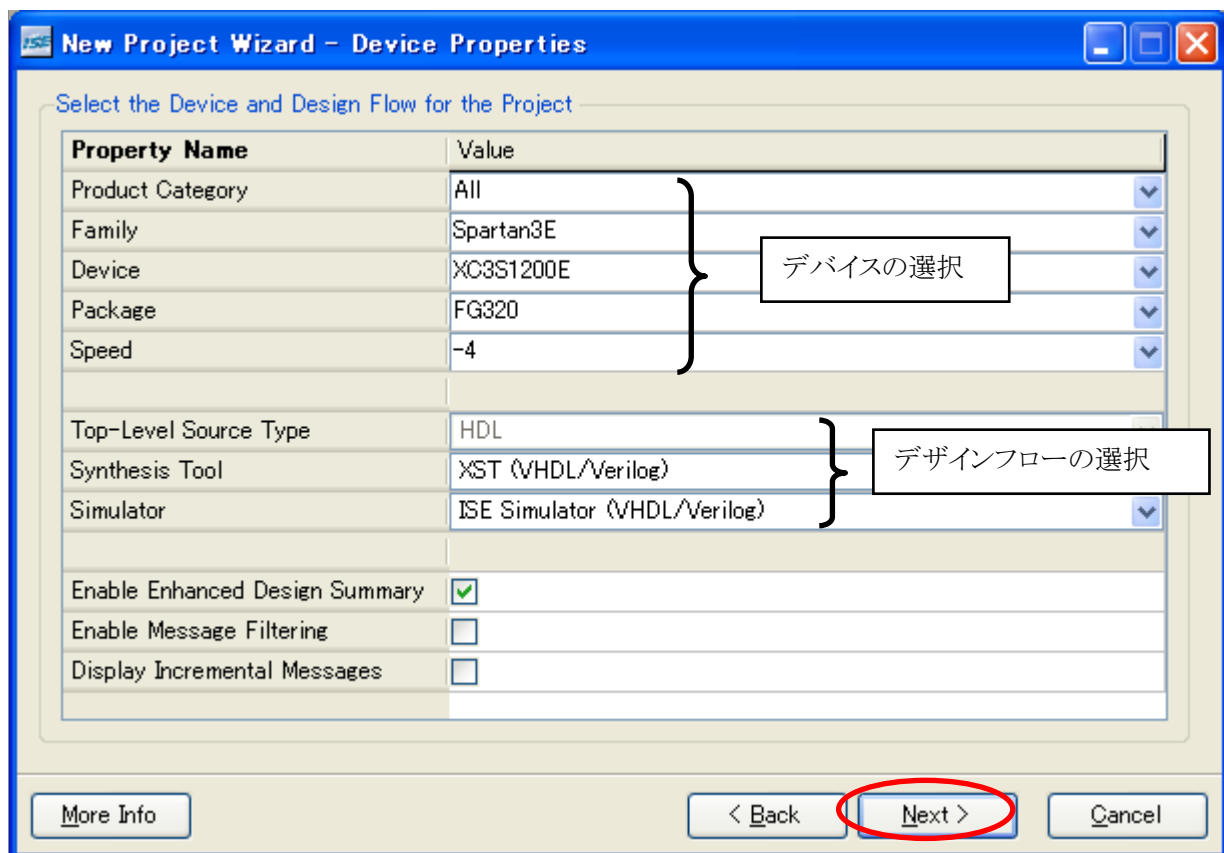 ISE New Project Wizard - Device Properties
Select the Device and Design Flow for the Project
Property Name Value
Product Category All
Family Spartan3E
Device XC3S1200E
Package FG320
Speed -4
デバイスの選択
Top-Level Source Type HDL
Synthesis Tool XST (VHDL/Verilog)
Simulator ISE Simulator (VHDL/Verilog)
デザインフローの選択
Enable Enhanced Design Summary
Enable Message Filtering
Display Incremental Messages
More Info < Back Next > Cancel